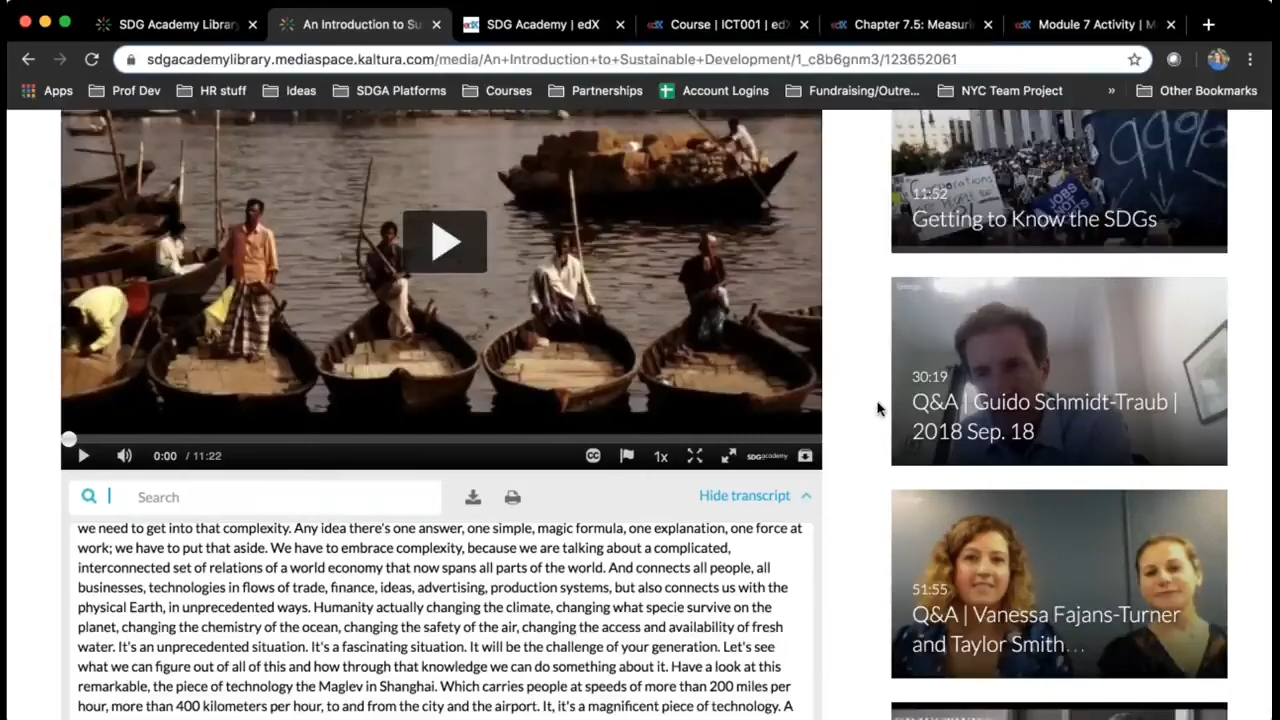 SDG Academy Librar
An Introduction to Su
SDG Academy | edX
Course | ICT001 | ed
Chapter 7.5: Measuri
Module 7 Activity | M
sdgacademylibrary.mediaspace.kaltura.com/media/An+Introduction+to+Sustainable+Development/1_c8b6gnm3/123652061
Apps Prof Dev HR stuff Ideas SDGA Platforms Courses Partnerships Account Logins Fundraising/Outre... NYC Team Project » Other Bookmarks
99%
Corporations
JOBS
NOT
11:52
Getting to Know the SDGs
30:19
Q&A | Guido Schmidt-Traub |
2018 Sep. 18
51:55
Q&A | Vanessa Fajans-Turner
and Taylor Smith...
0:00 / 11:22 CC 1x SDGacademy
Search Hide transcript
we need to get into that complexity. Any idea there's one answer, one simple, magic formula, one explanation, one force at
work; we have to put that aside. We have to embrace complexity, because we are talking about a complicated,
interconnected set of relations of a world economy that now spans all parts of the world. And connects all people, all
businesses, technologies in flows of trade, finance, ideas, advertising, production systems, but also connects us with the
physical Earth, in unprecedented ways. Humanity actually changing the climate, changing what specie survive on the
planet, changing the chemistry of the ocean, changing the safety of the air, changing the access and availability of fresh
water. It's an unprecedented situation. It's a fascinating situation. It will be the challenge of your generation. Let's see
what we can figure out of all of this and how through that knowledge we can do something about it. Have a look at this
remarkable, the piece of technology the Maglev in Shanghai. Which carries people at speeds of more than 200 miles per
hour, more than 400 kilometers per hour, to and from the city and the airport. It, it's a magnificent piece of technology. A